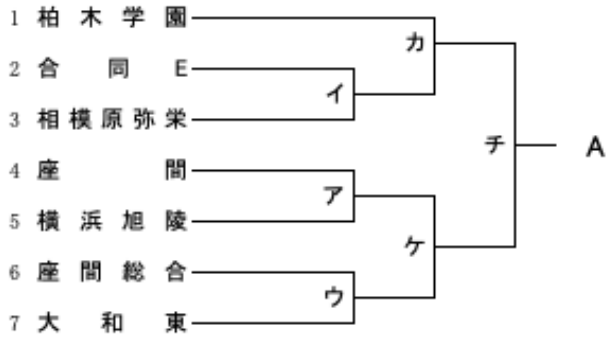 1 柏木学園
カ
2 合同E
イ
3 相模原弥栄
チ A
4 座間
ア
5 横浜旭陵
ケ
6 座間総合
ウ
7 大和東